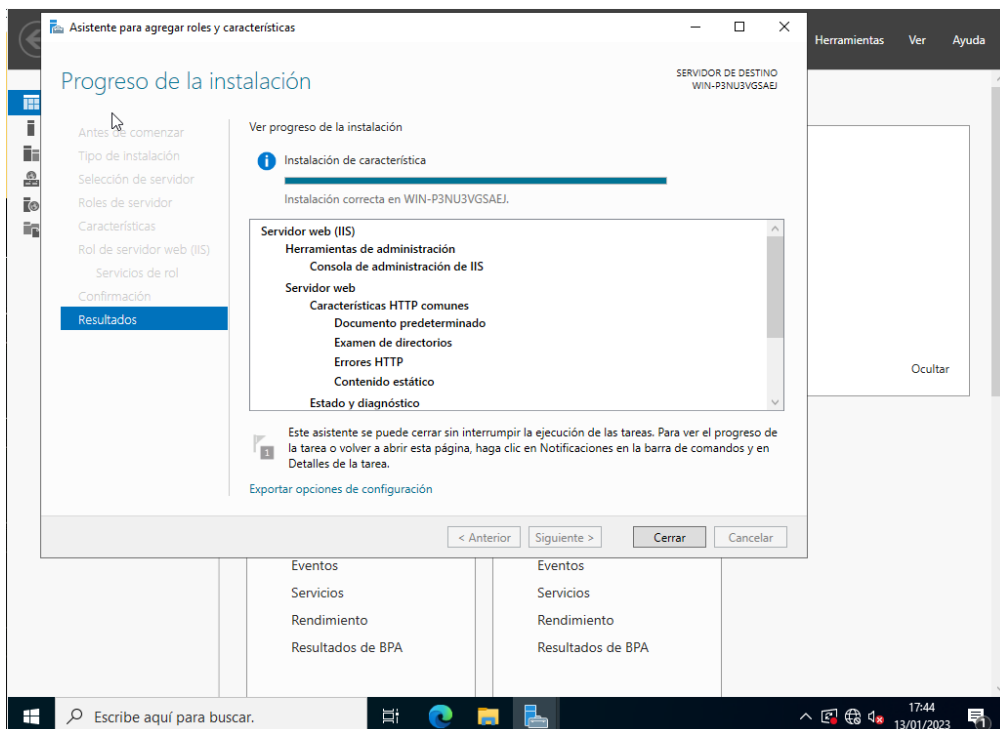 Asistente para agregar roles y características
Herramientas Ver Ayuda
Progreso de la instalación
SERVIDOR DE DESTINO
WIN-P3NU3VGSAEJ
Antes de comenzar
Tipo de instalación
Selección de servidor
Roles de servidor
Características
Rol de servidor web (IIS)
Servicios de rol
Confirmación
Resultados
Ver progreso de la instalación
Instalación de característica
Instalación correcta en WIN-P3NU3VGSAEJ.
Servidor web (IIS)
Herramientas de administración
Consola de administración de IIS
Servidor web
Características HTTP comunes
Documento predeterminado
Examen de directorios
Errores HTTP
Contenido estático
Estado y diagnóstico
Este asistente se puede cerrar sin interrumpir la ejecución de las tareas. Para ver el progreso de
la tarea o volver a abrir esta página, haga clic en Notificaciones en la barra de comandos y en
Detalles de la tarea.
1
Exportar opciones de configuración
< Anterior Siguiente > Cerrar Cancelar
Ocultar
Eventos
Servicios
Rendimiento
Resultados de BPA
Eventos
Servicios
Rendimiento
Resultados de BPA
Escribe aquí para buscar.
17:44
13/01/2023
1